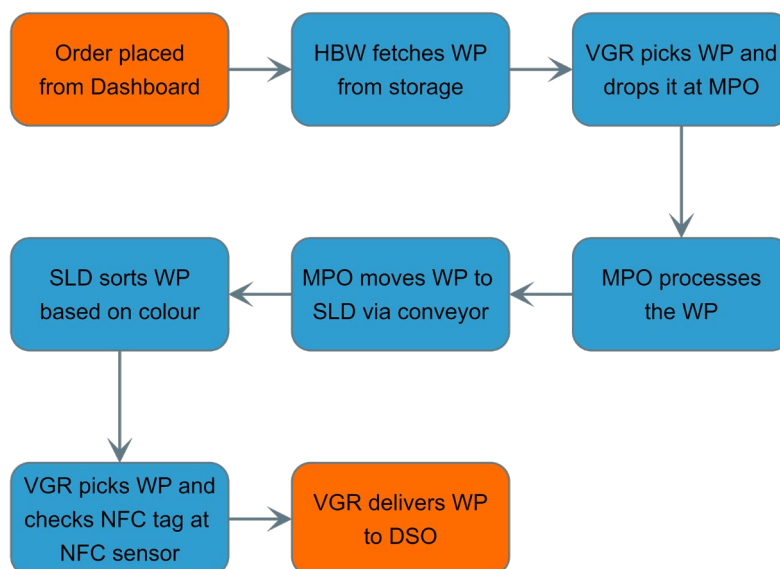 Order placed
from Dashboard
HBW fetches WP
from storage
VGR picks WP and
drops it at MPO
MPO processes
the WP
MPO moves WP to
SLD via conveyor
SLD sorts WP
based on colour
VGR picks WP and
checks NFC tag at
NFC sensor
VGR delivers WP
to DSO